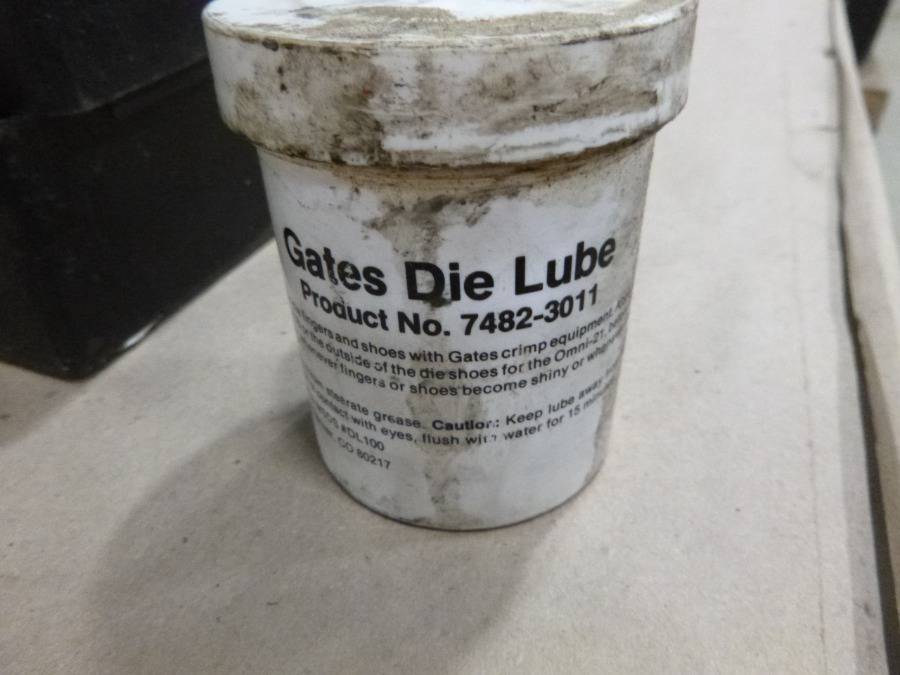 Gates Die Lube
Product No. 7482-3011
fingers and shoes with Gates crimp equipment.
or the outside of the die shoes for the Omni-21,
fingers or shoes become shiny or
stearate grease. Caution: Keep lube away
contact with eyes, flush with water for 15
#DL100
CO 80217